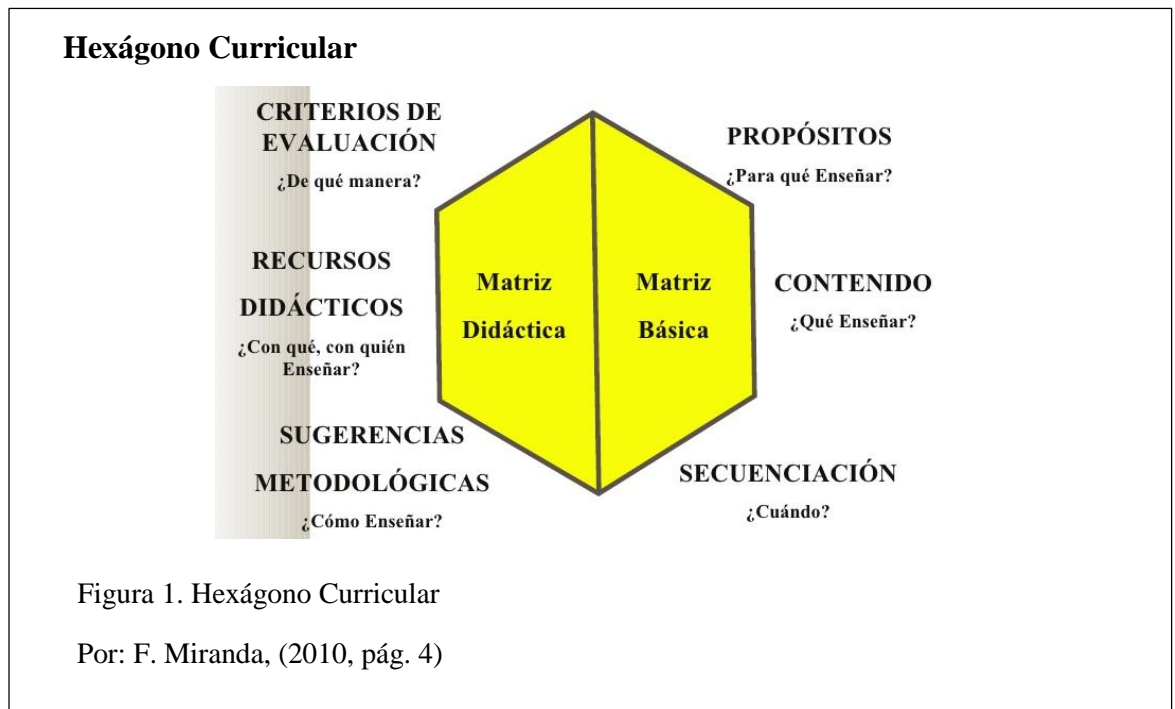 Hexágono Curricular
CRITERIOS DE
EVALUACIÓN
¿De qué manera?
RECURSOS
DIDÁCTICOS
¿Con qué, con quién
Enseñar?
SUGERENCIAS
METODOLÓGICAS
¿Cómo Enseñar?
Matriz
Didáctica
Matriz
Básica
PROPÓSITOS
¿Para qué Enseñar?
CONTENIDO
¿Qué Enseñar?
SECUENCIACIÓN
¿Cuándo?
Figura 1. Hexágono Curricular
Por: F. Miranda, (2010, pág. 4)